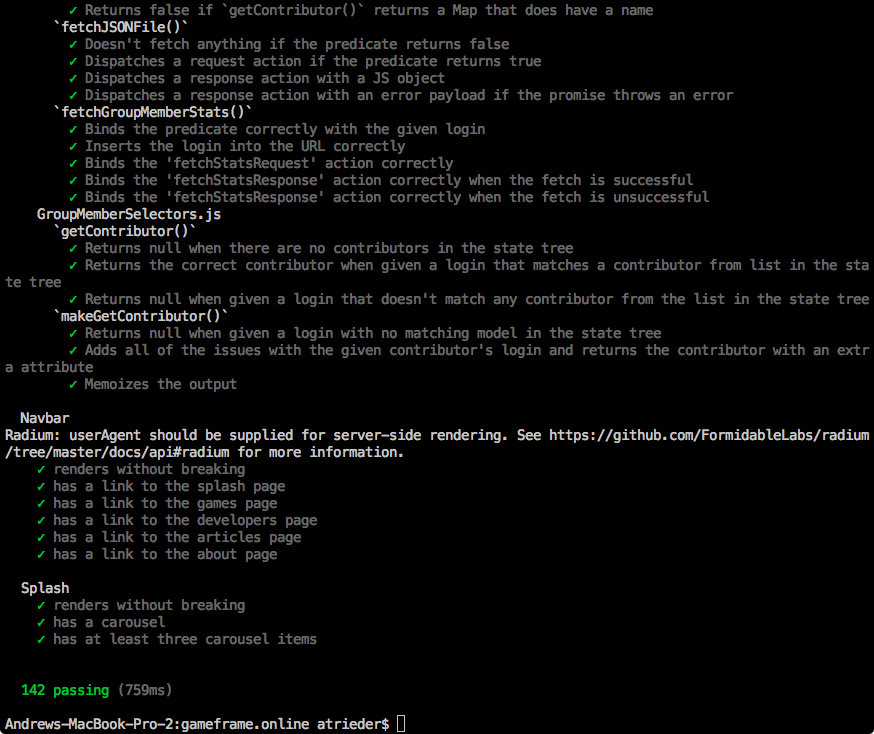 ✓ Returns false if `getContributor()` returns a Map that does have a name
`fetchJSONFile()`
✓ Doesn't fetch anything if the predicate returns false
✓ Dispatches a request action if the predicate returns true
✓ Dispatches a response action with a JS object
✓ Dispatches a response action with an error payload if the promise throws an error
`fetchGroupMemberStats()`
✓ Binds the predicate correctly with the given login
✓ Inserts the login into the URL correctly
✓ Binds the 'fetchStatsRequest' action correctly
✓ Binds the 'fetchStatsResponse' action correctly when the fetch is successful
✓ Binds the 'fetchStatsResponse' action correctly when the fetch is unsuccessful
GroupMemberSelectors.js
`getContributor()`
✓ Returns null when there are no contributors in the state tree
✓ Returns the correct contributor when given a login that matches a contributor from list in the sta
te tree
✓ Returns null when given a login that doesn't match any contributor from the list in the state tree
`makeGetContributor()`
✓ Returns null when given a login with no matching model in the state tree
✓ Adds all of the issues with the given contributor's login and returns the contributor with an extr
a attribute
✓ Memoizes the output
Navbar
Radium: userAgent should be supplied for server-side rendering. See https://github.com/FormidableLabs/radium
/tree/master/docs/api#radium for more information.
✓ renders without breaking
✓ has a link to the splash page
✓ has a link to the games page
✓ has a link to the developers page
✓ has a link to the articles page
✓ has a link to the about page
Splash
✓ renders without breaking
✓ has a carousel
✓ has at least three carousel items
142 passing (759ms)
Andrews-MacBook-Pro-2:gameframe.online atrieder$